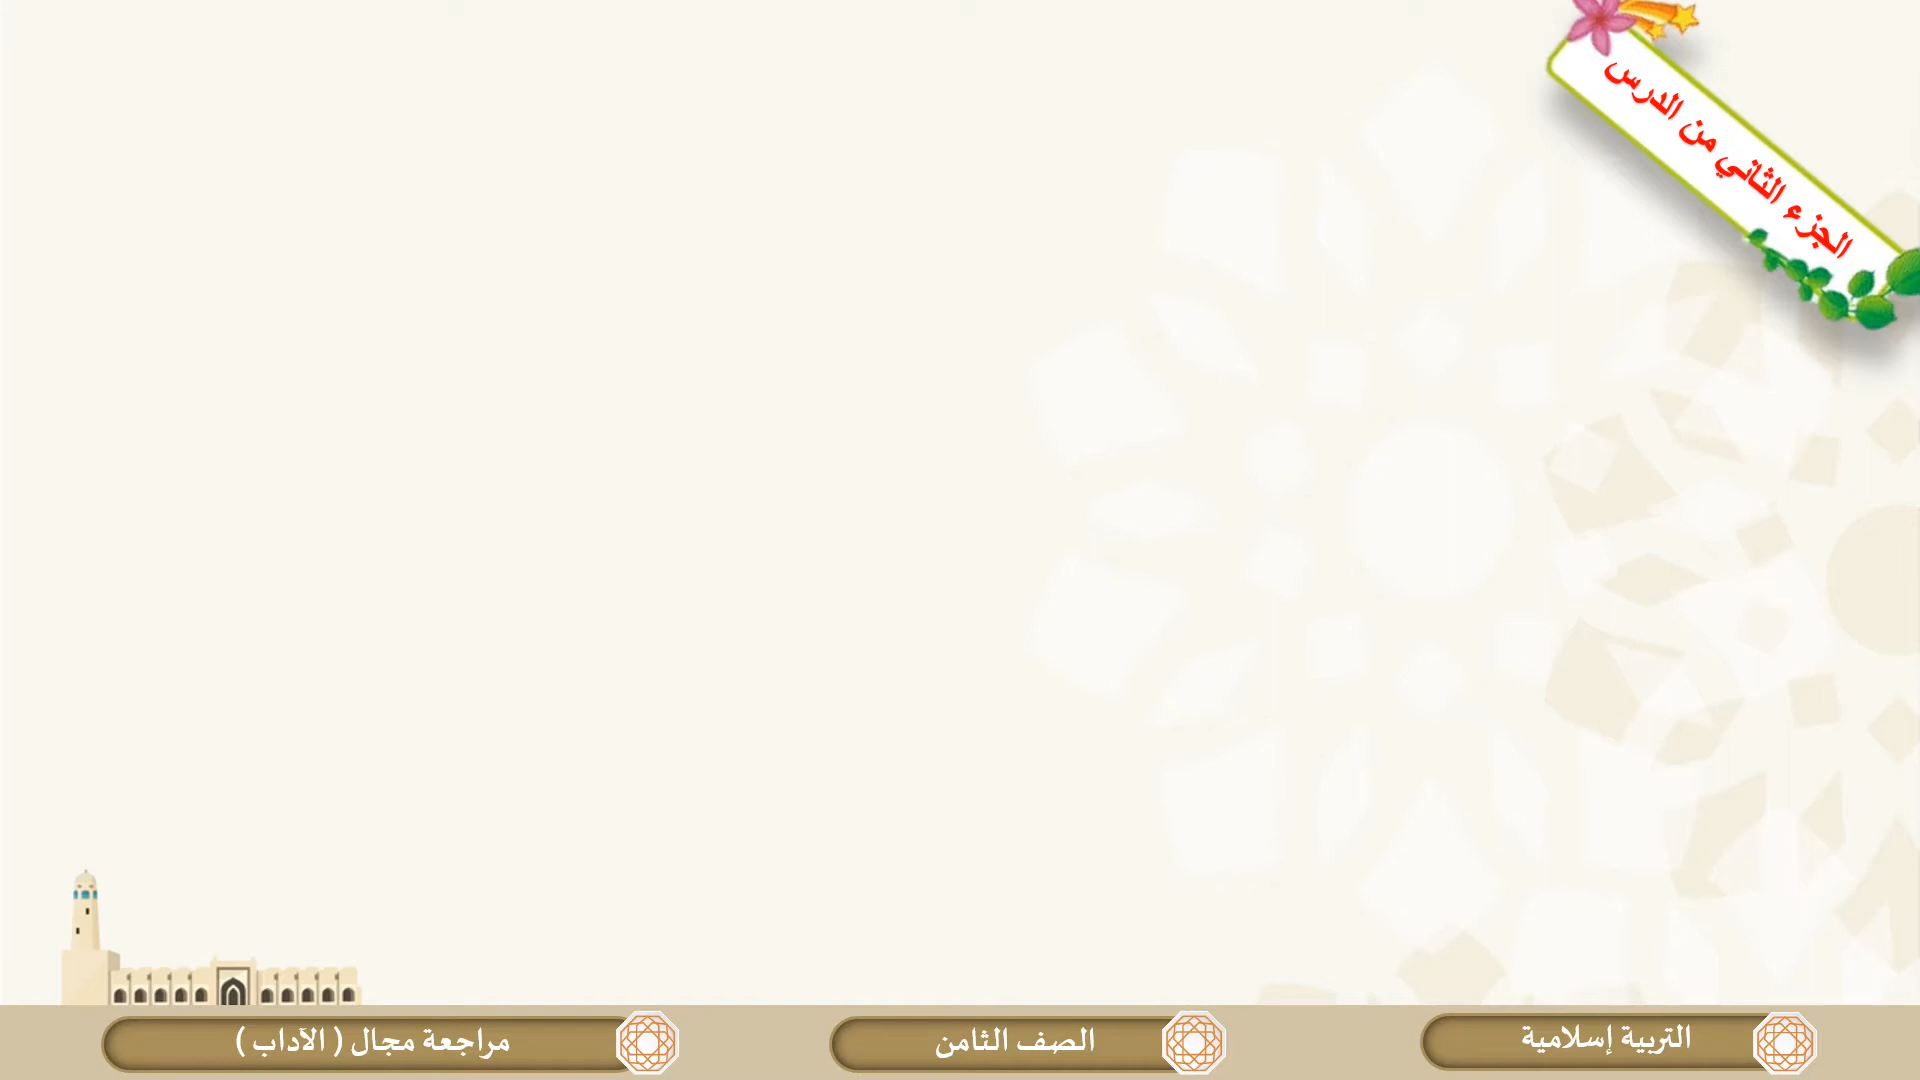 الجزء الثاني من الدرس
التربية إسلامية
الصف الثامن
مراجعة مجال ( الآداب )